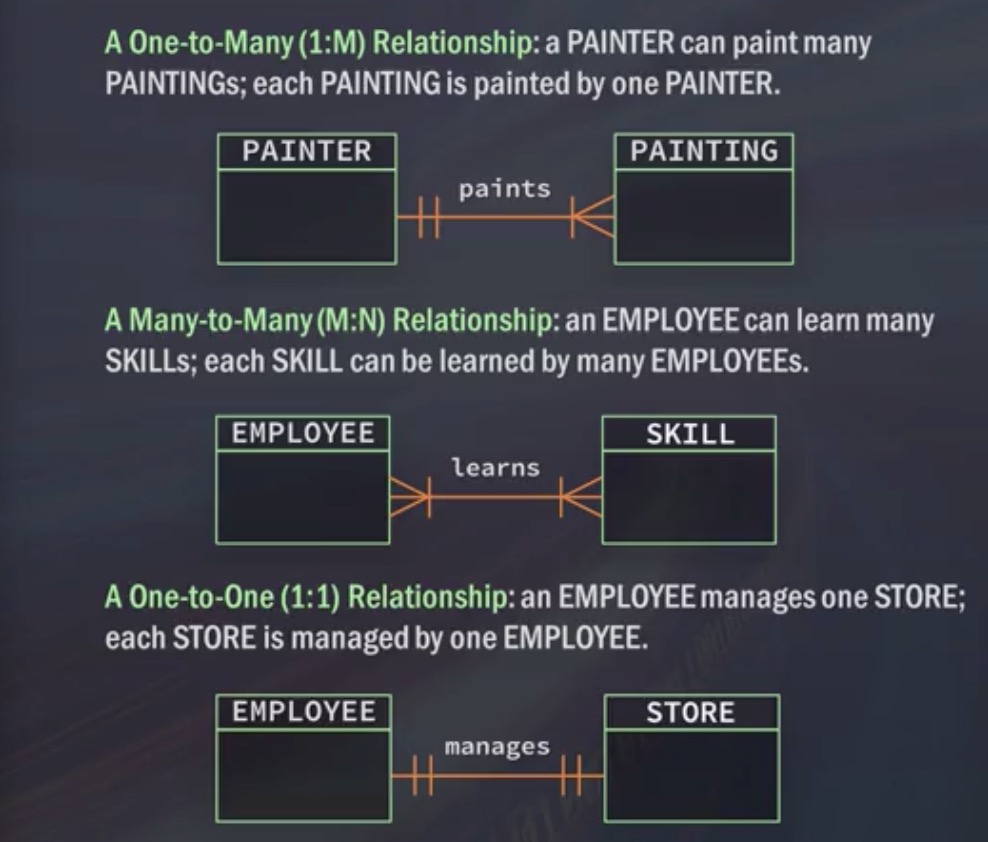 A One-to-Many (1:M) Relationship: a PAINTER can paint many
PAINTINGs; each PAINTING is painted by one PAINTER.
PAINTER
paints
PAINTING
A Many-to-Many (M:N) Relationship: an EMPLOYEE can learn many
SKILLs; each SKILL can be learned by many EMPLOYEEs.
EMPLOYEE
learns
SKILL
A One-to-One (1:1) Relationship: an EMPLOYEE manages one STORE;
each STORE is managed by one EMPLOYEE.
EMPLOYEE
manages
STORE